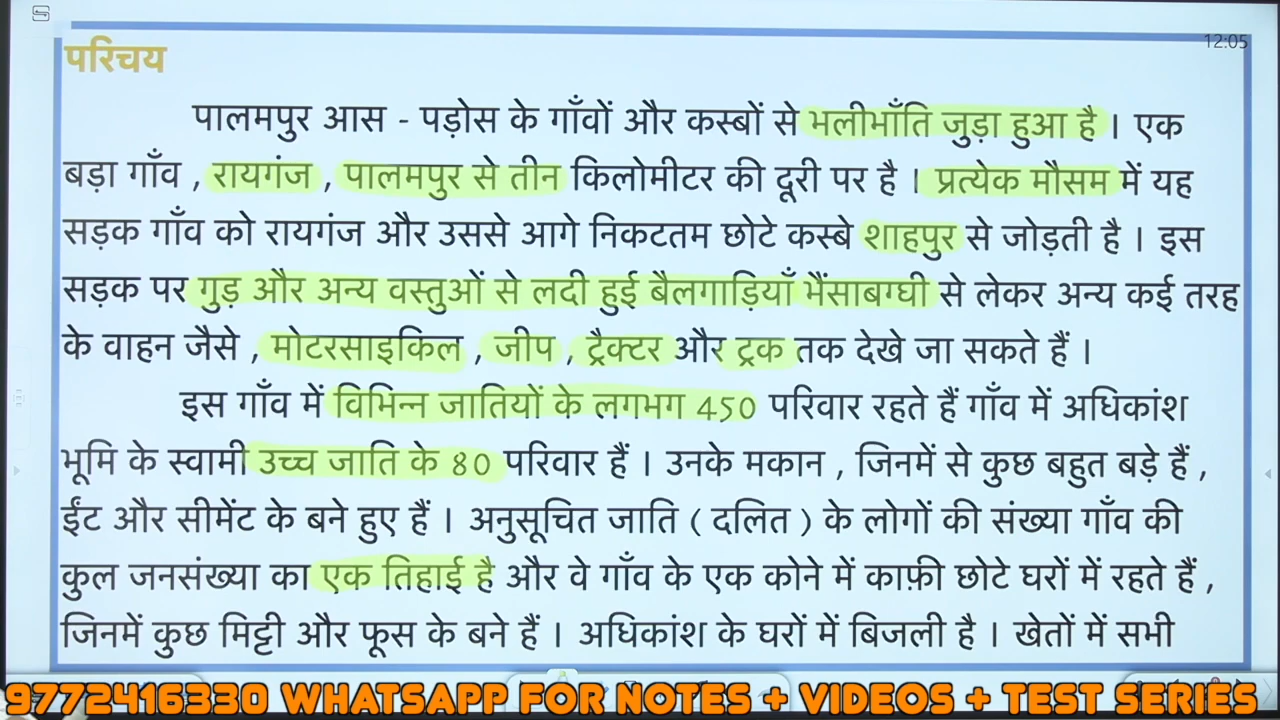 12:05
परिचय
पालमपुर आस - पड़ोस के गाँवों और कस्बों से भलीभाँति जुड़ा हुआ है । एक
बड़ा गाँव , रायगंज , पालमपुर से तीन किलोमीटर की दूरी पर है । प्रत्येक मौसम में यह
सड़क गाँव को रायगंज और उससे आगे निकटतम छोटे कस्बे शाहपुर से जोड़ती है । इस
सड़क पर गुड़ और अन्य वस्तुओं से लदी हुई बैलगाड़ियाँ भैंसाबग्घी से लेकर अन्य कई तरह
के वाहन जैसे , मोटरसाइकिल , जीप , ट्रैक्टर और ट्रक तक देखे जा सकते हैं ।
इस गाँव में विभिन्न जातियों के लगभग 450 परिवार रहते हैं गाँव में अधिकांश
भूमि के स्वामी उच्च जाति के 80 परिवार हैं । उनके मकान , जिनमें से कुछ बहुत बड़े हैं ,
ईंट और सीमेंट के बने हुए हैं । अनुसूचित जाति ( दलित ) के लोगों की संख्या गाँव की
कुल जनसंख्या का एक तिहाई है और वे गाँव के एक कोने में काफ़ी छोटे घरों में रहते हैं ,
जिनमें कुछ मिट्टी और फूस के बने हैं । अधिकांश के घरों में बिजली है । खेतों में सभी
9772416330 WHATSAPP FOR NOTES + VIDEOS + TEST SERIES